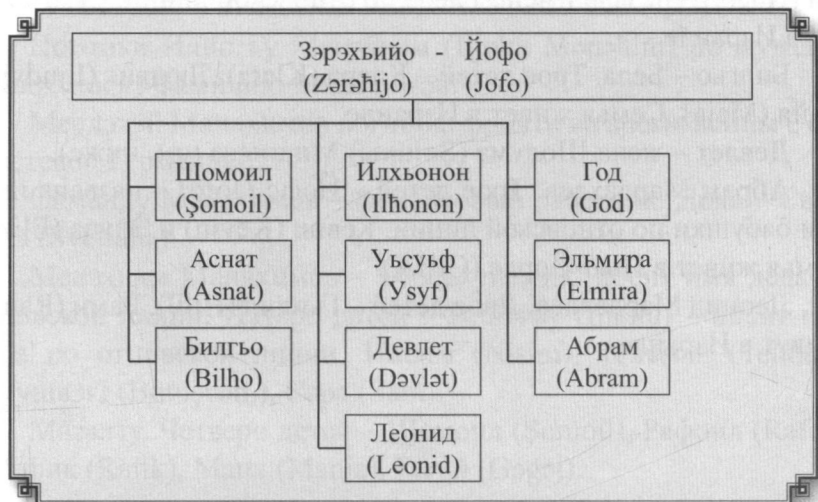 Зэрэхьийо - Йофо
(Zərəhijo) (Jofo)
Шомоил
(Şomoil)
Илхьонон
(Ilhonon)
Год
(God)
Аснат
(Asnat)
Уьсуьф
(Ysyf)
Эльмира
(Elmira)
Билгьо
(Bilho)
Девлет
(Dəvlət)
Абрам
(Abram)
Леонид
(Leonid)